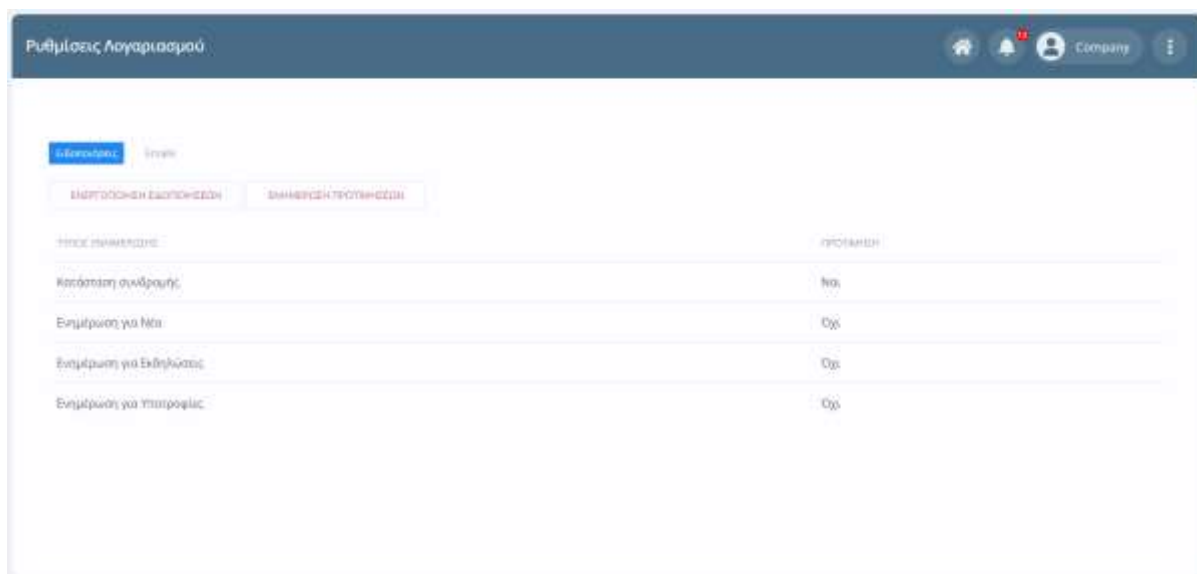 Ρυθμίσεις Λογαριασμού
Company
Ειδοποιήσεις Emails
ΕΝΕΡΓΟΠΟΙΗΣΗ ΕΙΔΟΠΟΙΗΣΕΩΝ ΕΝΗΜΕΡΩΣΗ ΠΡΟΤΙΜΗΣΕΩΝ
ΤΥΠΟΣ ΕΝΗΜΕΡΩΣΗΣ ΠΡΟΤΙΜΗΣΗ
Κατάσταση συνδρομής Ναι
Ενημέρωση για Νέα Όχι
Ενημέρωση για Εκδηλώσεις Όχι
Ενημέρωση για Υποτροφίες Όχι